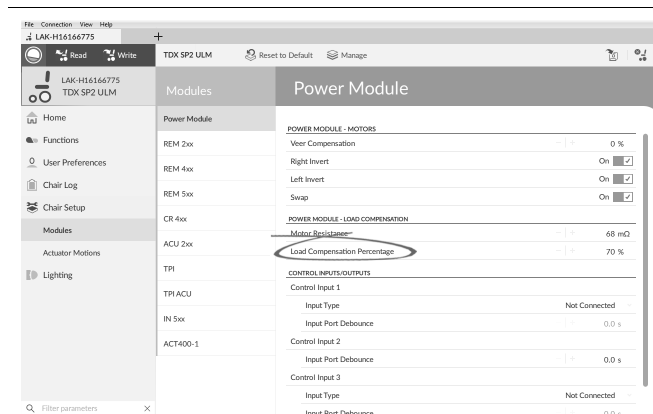 File Connection View Help
LAK-H16166775 +
Read Write TDX SP2 ULM Reset to Default Manage
LAK-H16166775
TDX SP2 ULM
Modules
Power Module
Home
Functions
User Preferences
Chair Log
Chair Setup
Modules
Actuator Motions
Lighting
Filter parameters
Power Module
REM 2xx
REM 4xx
REM 5xx
CR 4xx
ACU 2xx
TPI
TPI ACU
IN 5xx
ACT400-1
POWER MODULE - MOTORS
Veer Compensation − + 0 %
Right Invert On
Left Invert On
Swap On
POWER MODULE - LOAD COMPENSATION
Motor Resistance − + 68 mΩ
Load Compensation Percentage − + 70 %
CONTROL INPUTS/OUTPUTS
Control Input 1
Input Type Not Connected
Input Port Debounce 0.0 s
Control Input 2
Input Port Debounce − + 0.0 s
Control Input 3
Input Type Not Connected
Input Port Debounce 0.0 s